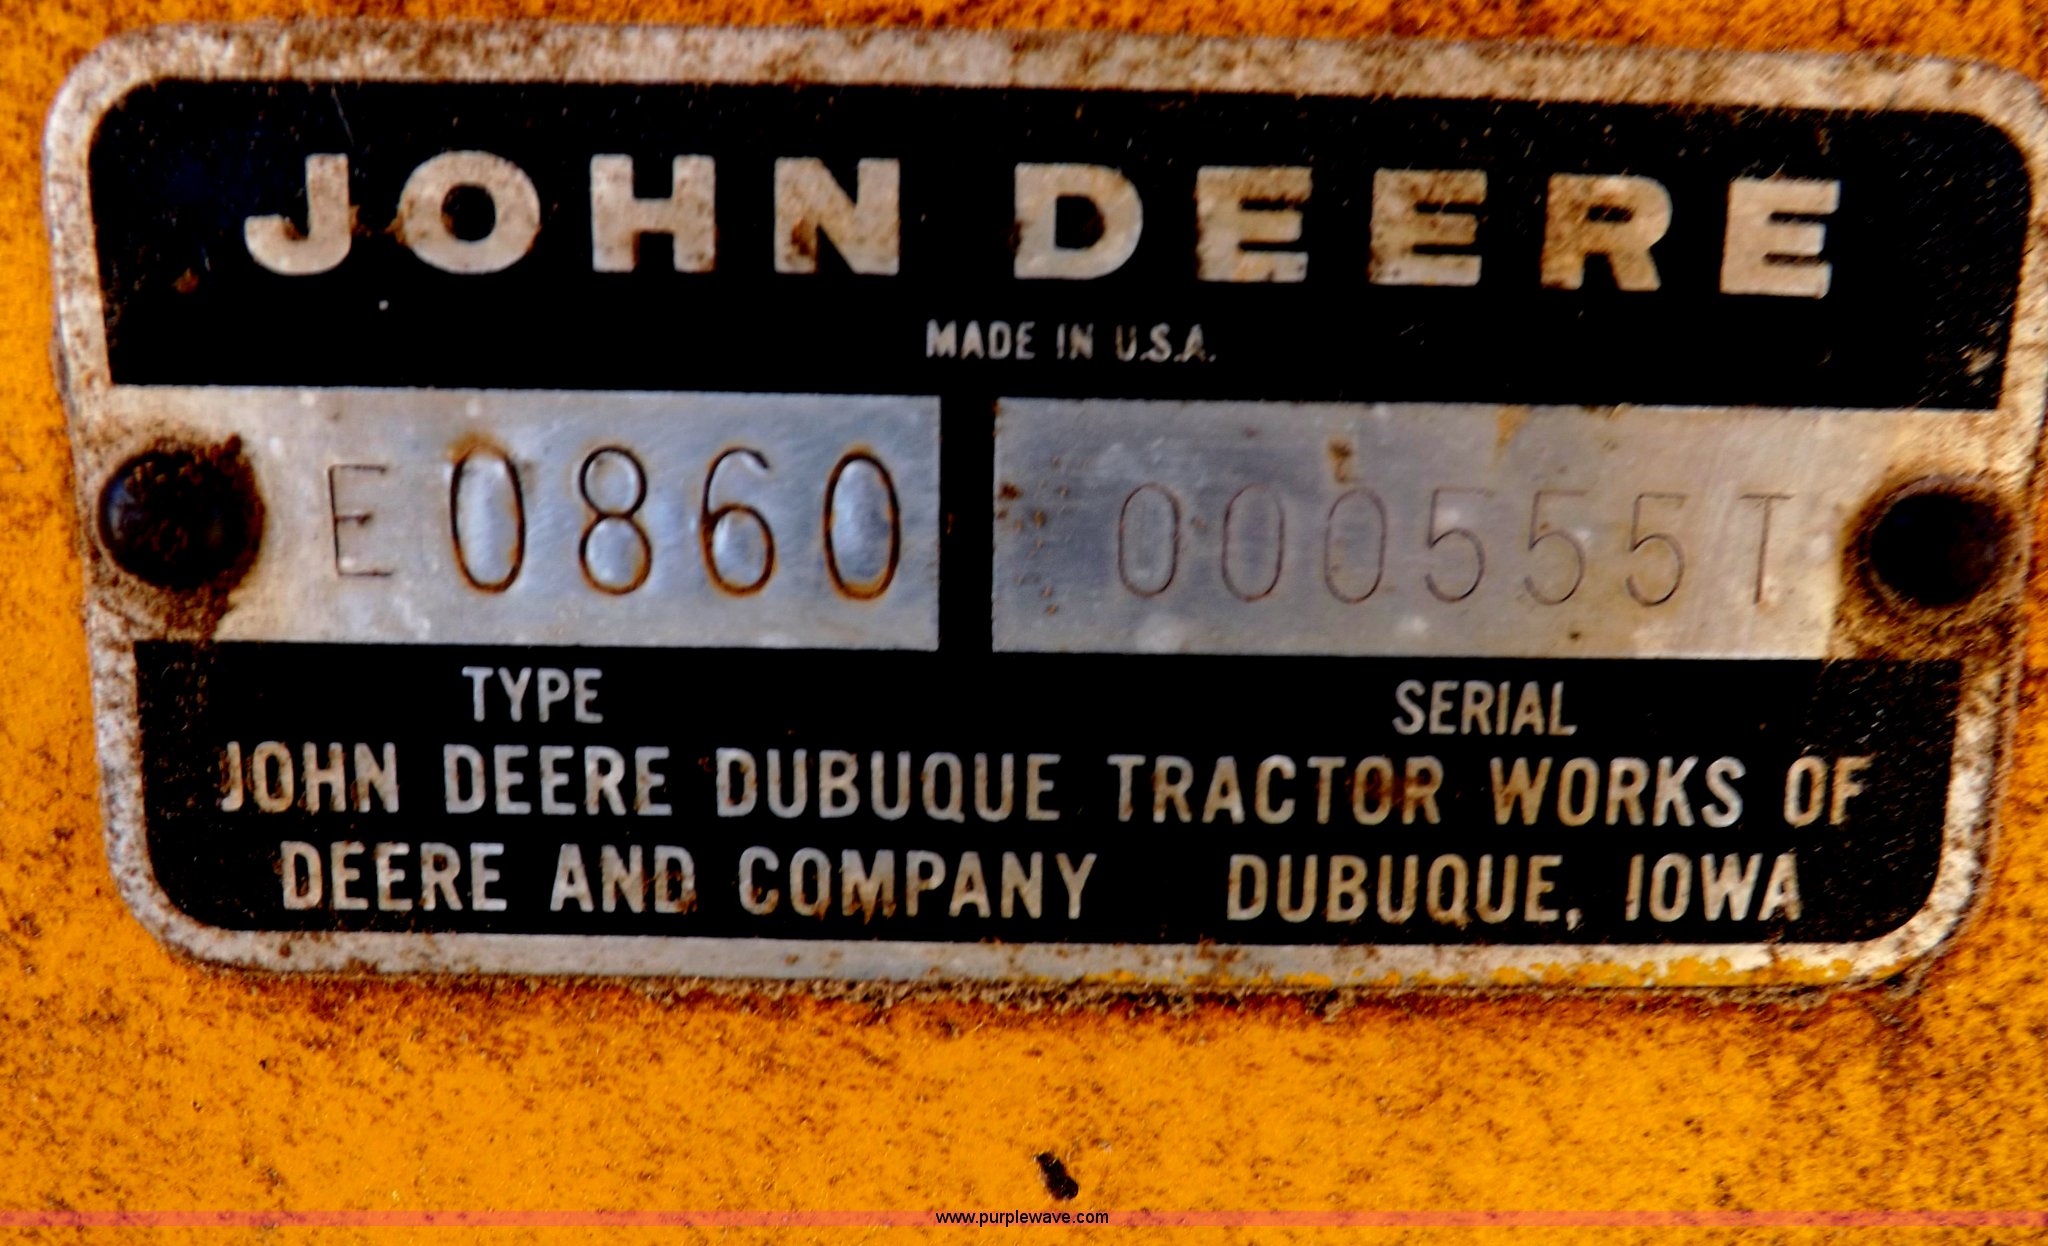 JOHN DEERE
MADE IN U.S.A.
E0860 000555T
TYPE SERIAL
JOHN DEERE DUBUQUE TRACTOR WORKS OF
DEERE AND COMPANY DUBUQUE, IOWA
www.purplewave.com